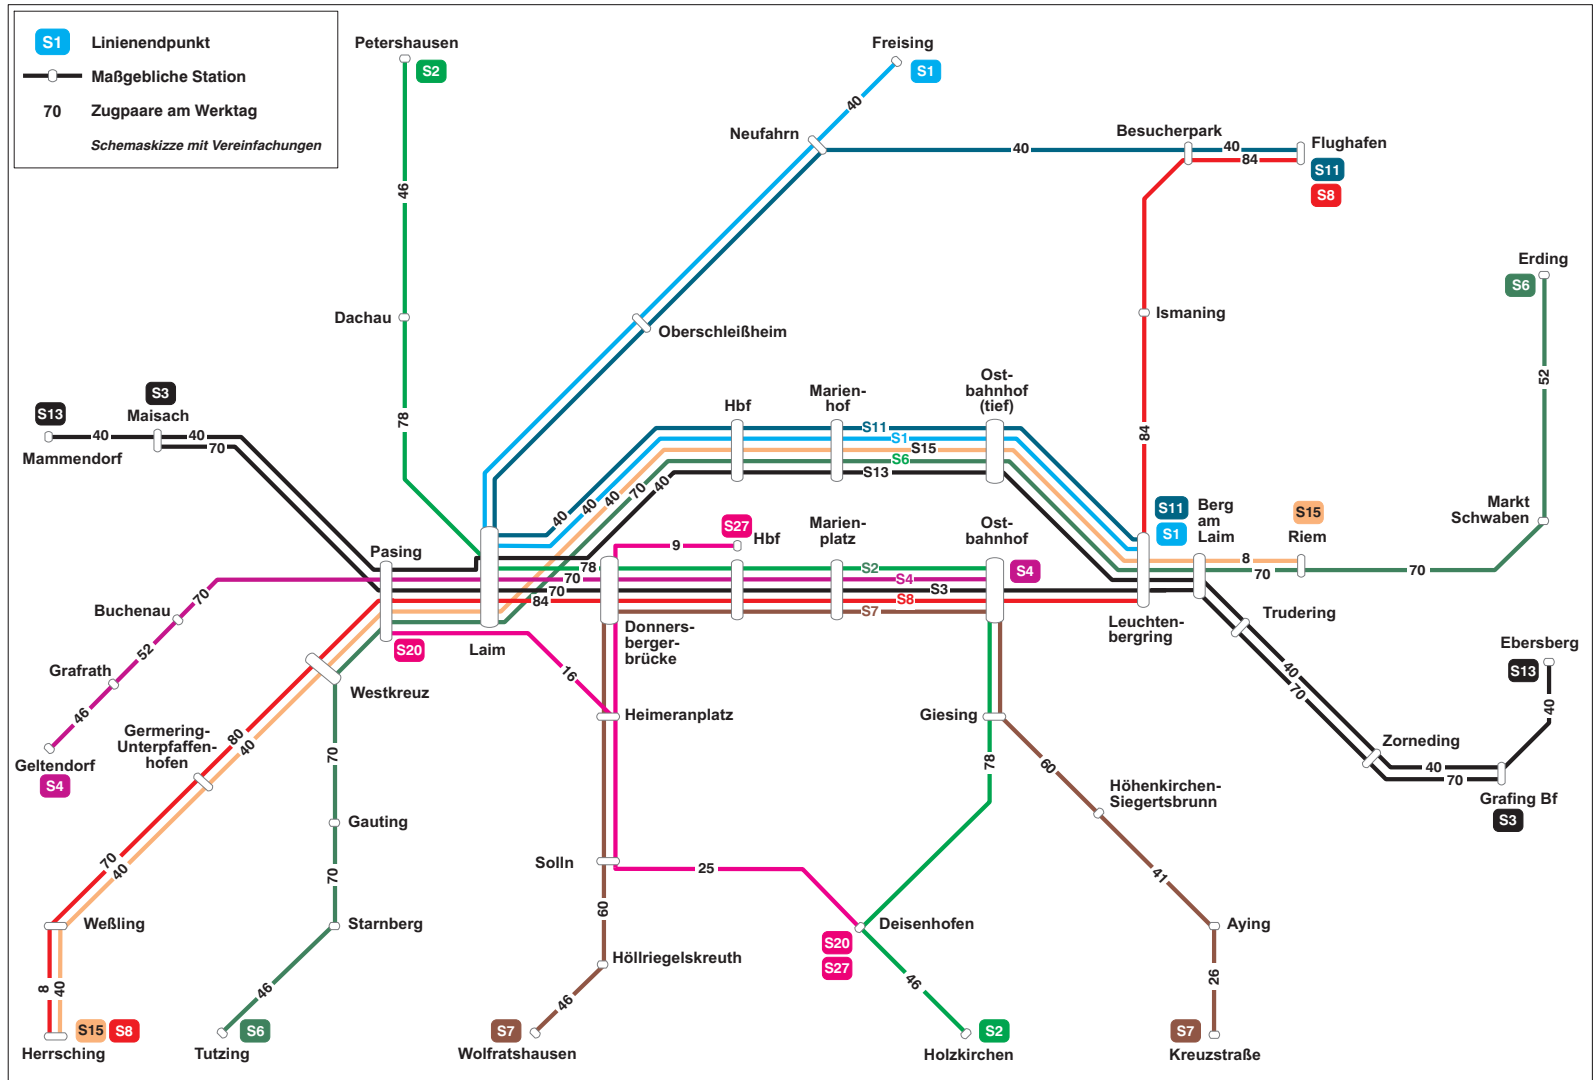 S1 Linienendpunkt
Maßgebliche Station
70 Zugpaare am Werktag
Schemaskizze mit Vereinfachungen
Petershausen
S2
46
Dachau
78
Freising
S1
40
Neufahrn
40
Besucherpark
40
84
Flughafen
S11
S8
Oberschleißheim
Ismaning
84
Erding
S6
52
Markt
Schwaben
S13
Mammendorf
40
S3
Maisach
40
70
Hbf
Marien-
hof
Ost-
bahnhof
(tief)
S11
S1
S15
S6
S13
40
40
40
70
40
S11
S1
Berg
am
Laim
S15
Riem
8
70
70
Pasing
S20
Laim
78
70
70
84
S27
Hbf
9
Marien-
platz
Ost-
bahnhof
S4
S2
S4
S3
S8
S7
Donners-
berger-
brücke
Leuchten-
bergring
Trudering
40
70
Zorneding
40
70
Grafing Bf
S3
Ebersberg
S13
40
Buchenau
70
52
Grafrath
46
Geltendorf
S4
Westkreuz
Germering-
Unterpfaffen-
hofen
80
40
70
40
Weßling
8
40
Herrsching
S15
S8
70
Gauting
70
Starnberg
46
Tutzing
S6
16
Heimeranplatz
Solln
25
60
Höllriegelskreuth
46
S7
Wolfratshausen
Giesing
78
Deisenhofen
S20
S27
46
S2
Holzkirchen
60
Höhenkirchen-
Siegertsbrunn
41
Aying
26
S7
Kreuzstraße